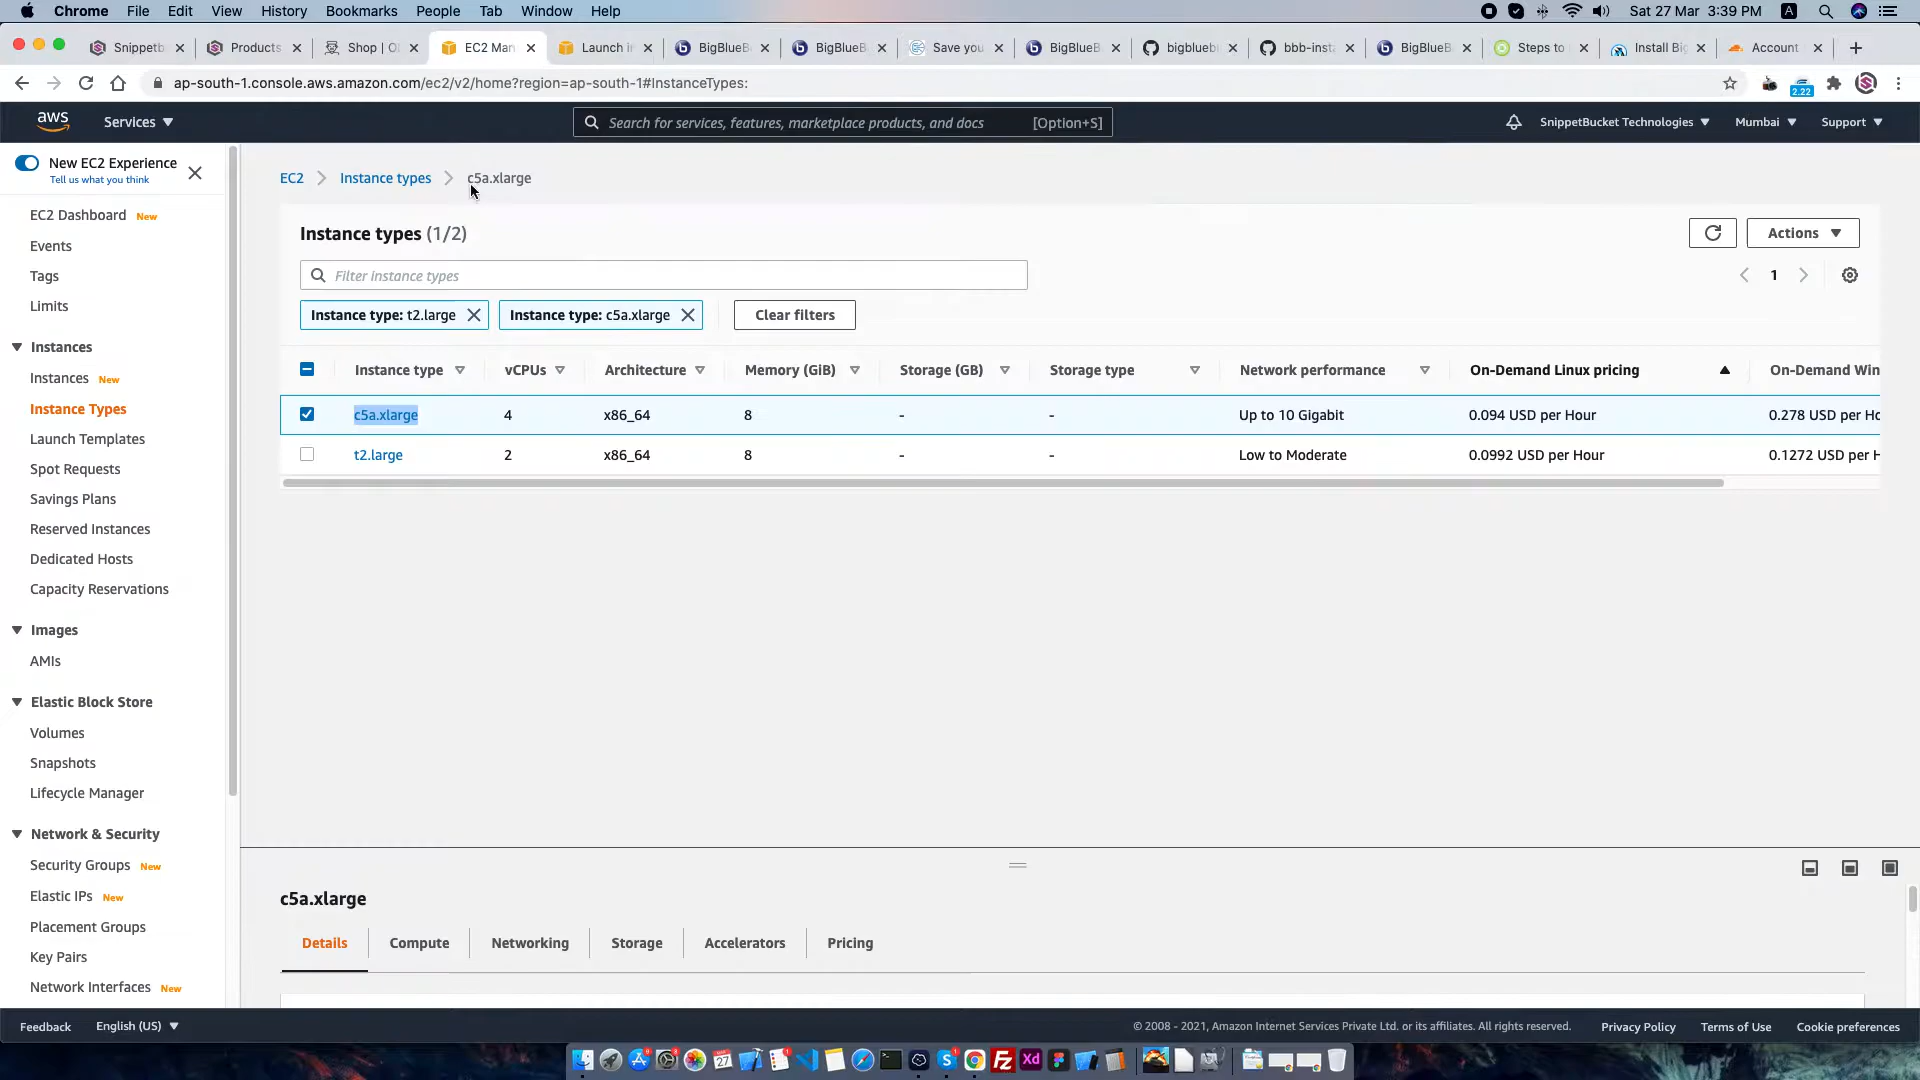 Chrome File Edit View History Bookmarks People Tab Window Help Sat 27 Mar 3:39 PM A
Snippetb Products Shop | O EC2 Man Launch i BigBlueB BigBlueB Save you BigBlueB bigbluebu bbb-insta BigBlueB Steps to Install Big Account
ap-south-1.console.aws.amazon.com/ec2/v2/home?region=ap-south-1#InstanceTypes:
2.22
aws Services Search for services, features, marketplace products, and docs [Option+S] SnippetBucket Technologies Mumbai Support
New EC2 Experience
Tell us what you think
EC2 Dashboard New
Events
Tags
Limits
Instances
Instances New
Instance Types
Launch Templates
Spot Requests
Savings Plans
Reserved Instances
Dedicated Hosts
Capacity Reservations
Images
AMIs
Elastic Block Store
Volumes
Snapshots
Lifecycle Manager
Network & Security
Security Groups New
Elastic IPs New
Placement Groups
Key Pairs
Network Interfaces New
EC2 Instance types c5a.xlarge
Instance types (1/2)
Actions
Filter instance types
1
Instance type: t2.large Instance type: c5a.xlarge Clear filters
Instance type vCPUs Architecture Memory (GiB) Storage (GB) Storage type Network performance On-Demand Linux pricing On-Demand Win
c5a.xlarge 4 x86_64 8 - - Up to 10 Gigabit 0.094 USD per Hour 0.278 USD per Ho
t2.large 2 x86_64 8 - - Low to Moderate 0.0992 USD per Hour 0.1272 USD per H
c5a.xlarge
Details Compute Networking Storage Accelerators Pricing
Feedback English (US) © 2008 - 2021, Amazon Internet Services Private Ltd. or its affiliates. All rights reserved. Privacy Policy Terms of Use Cookie preferences